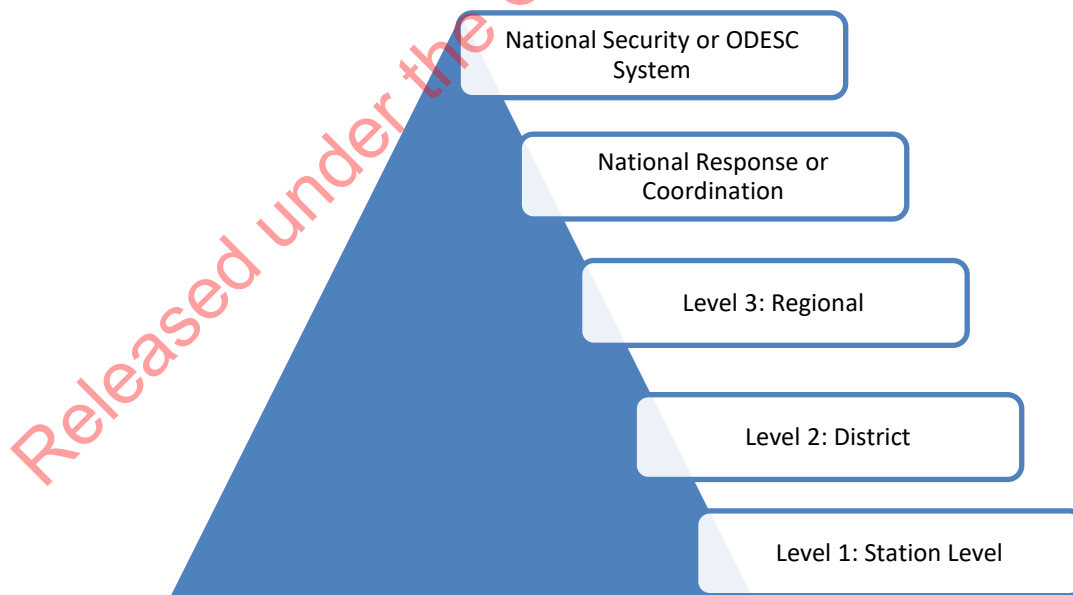 National Security or ODESC
System
National Response or
Coordination
Level 3: Regional
Level 2: District
Level 1: Station Level
Released under the